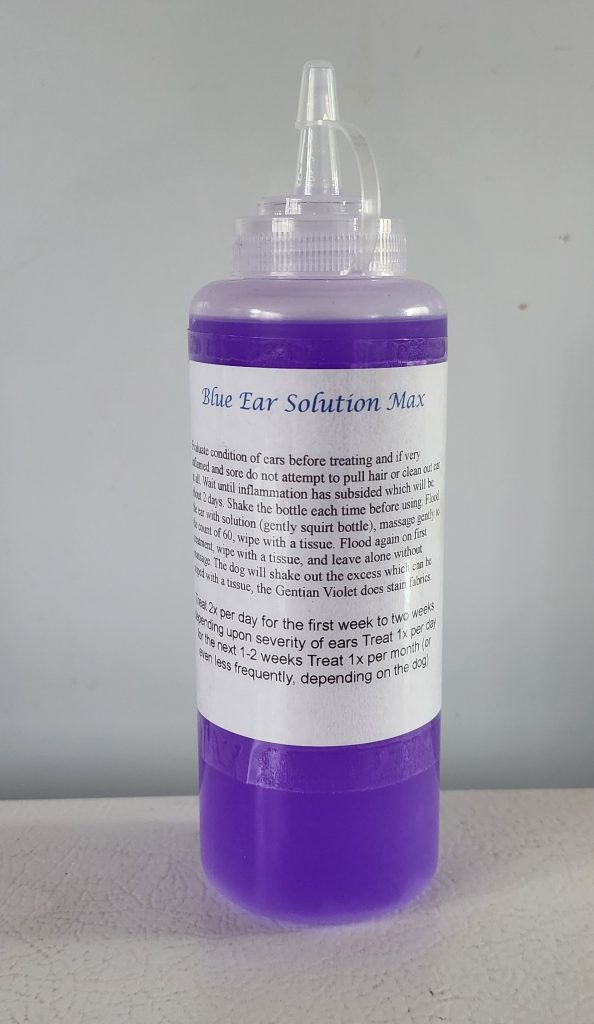 Blue Ear Solution Max
Evaluate condition of ears before treating and if very
inflamed and sore do not attempt to pull hair or clean out ear
at all. Wait until inflammation has subsided which will be
about 2 days. Shake the bottle each time before using. Flood
the ear with solution (gently squirt bottle), massage gently to
the count of 60, wipe with a tissue. Flood again on first
treatment, wipe with a tissue, and leave alone without
massage. The dog will shake out the excess which can be
wiped with a tissue, the Gentian Violet does stain fabrics.
Treat 2x per day for the first week to two weeks
depending upon severity of ears Treat 1x per day
for the next 1-2 weeks Treat 1x per month (or
even less frequently, depending on the dog)